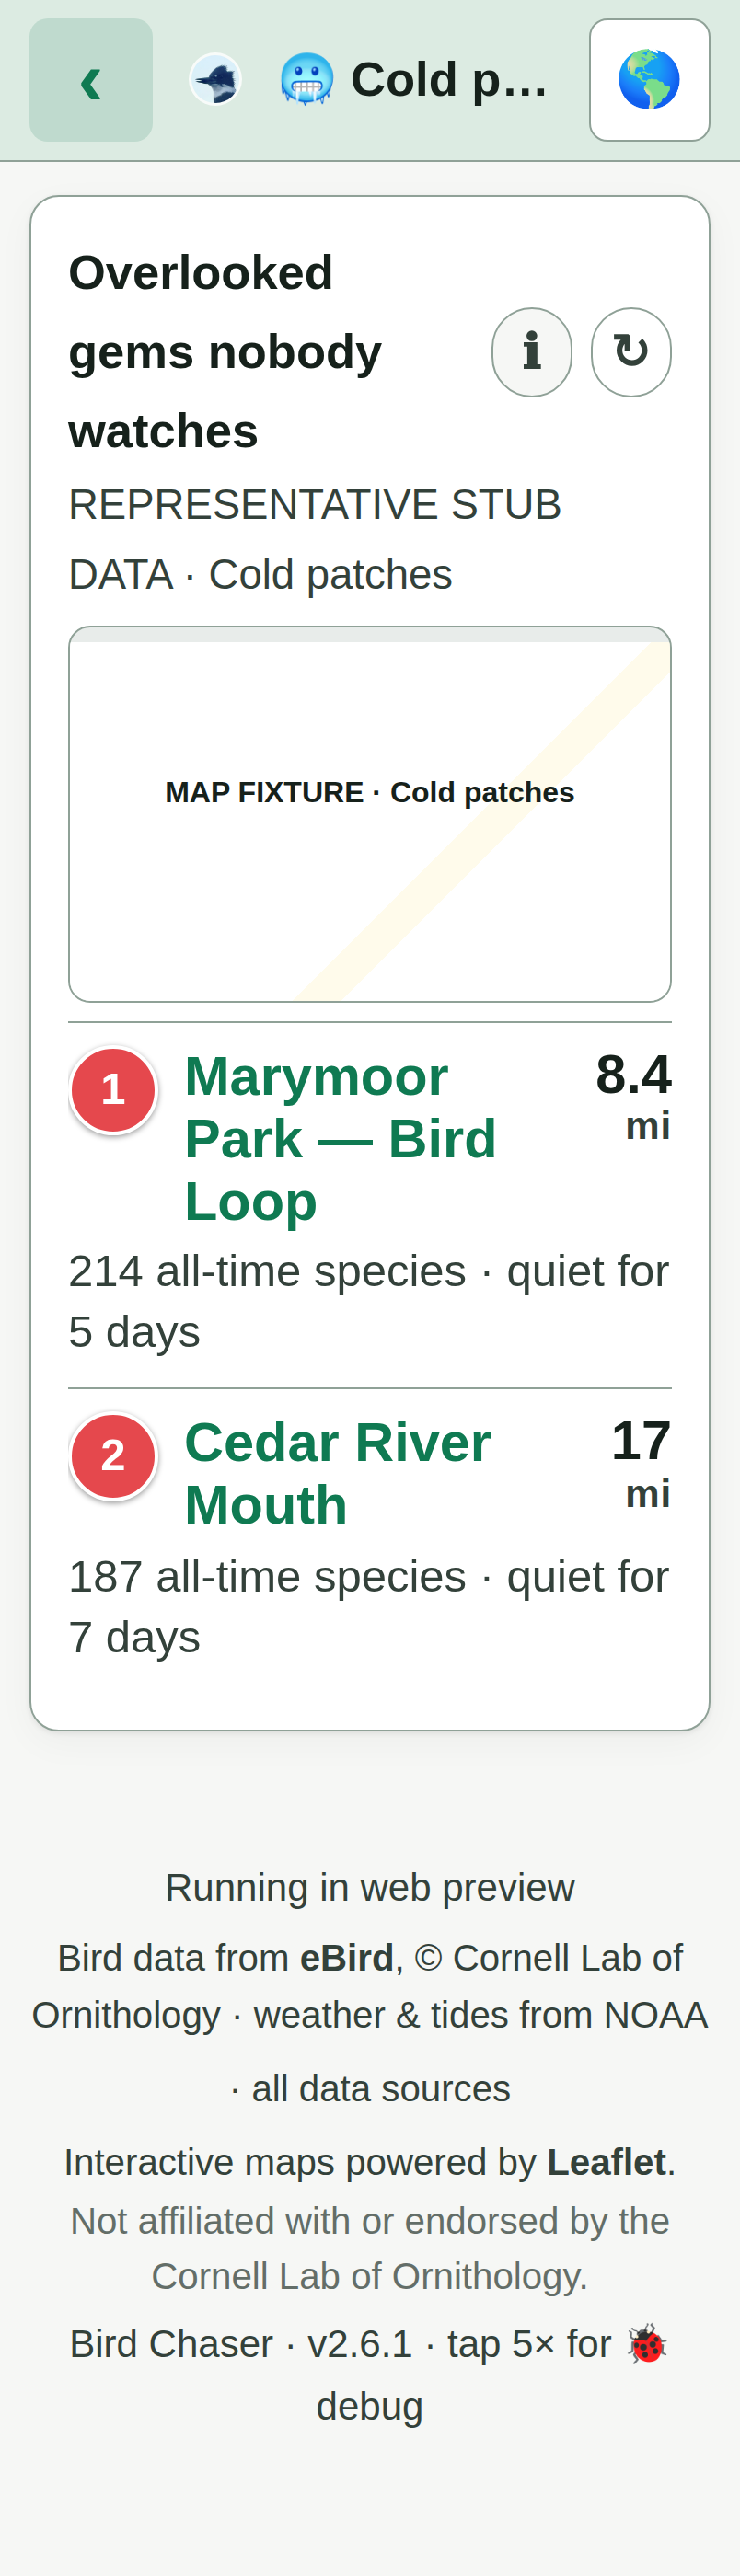 ‹ 🥶 Cold p… 🌎
Overlooked
gems nobody
watches
ℹ ↻
REPRESENTATIVE STUB
DATA · Cold patches
MAP FIXTURE · Cold patches
1 Marymoor
Park — Bird
Loop
8.4
mi
214 all-time species · quiet for
5 days
2 Cedar River
Mouth
17
mi
187 all-time species · quiet for
7 days
Running in web preview
Bird data from eBird, © Cornell Lab of
Ornithology · weather & tides from NOAA
· all data sources
Interactive maps powered by Leaflet.
Not affiliated with or endorsed by the
Cornell Lab of Ornithology.
Bird Chaser · v2.6.1 · tap 5× for 🐞
debug